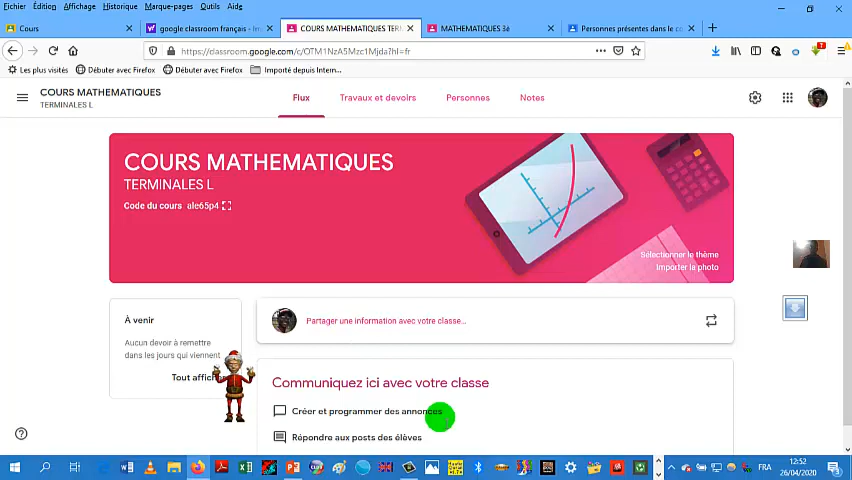 Fichier Édition Affichage Historique Marque-pages Outils Aide
Cours
google classroom français - Im
COURS MATHEMATIQUES TERM
MATHEMATIQUES 3è
Personnes présentes dans le co
https://classroom.google.com/c/OTM1NzA5Mzc1Mjda?hl=fr
Les plus visités
Débuter avec Firefox
Débuter avec Firefox
Importé depuis Intern...
COURS MATHEMATIQUES
TERMINALES L
Flux
Travaux et devoirs
Personnes
Notes
COURS MATHEMATIQUES
TERMINALES L
Code du cours ale65p4
Sélectionner le thème
Importer la photo
À venir
Aucun devoir à remettre
dans les jours qui viennent
Tout affich
Partager une information avec votre classe...
Communiquez ici avec votre classe
Créer et programmer des annonces
Répondre aux posts des élèves
FRA
12:52
26/04/2020